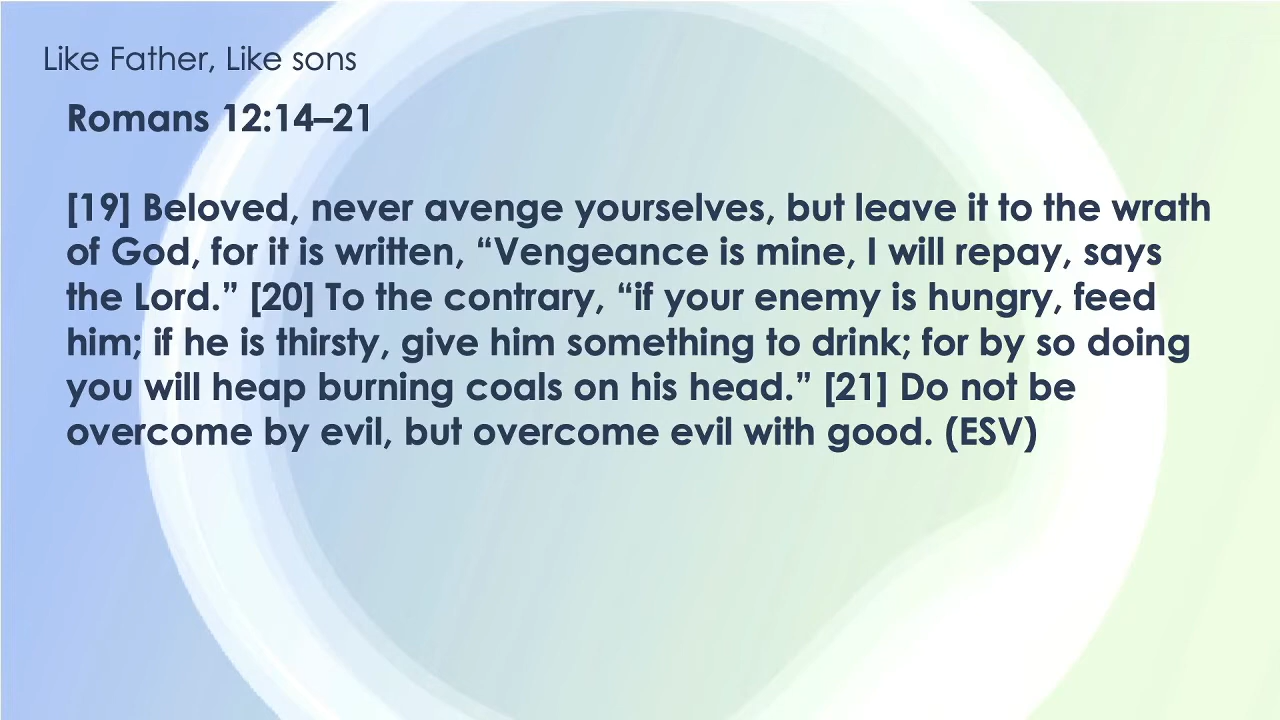 Like Father, Like sons
Romans 12:14–21
[19] Beloved, never avenge yourselves, but leave it to the wrath
of God, for it is written, “Vengeance is mine, I will repay, says
the Lord.” [20] To the contrary, “if your enemy is hungry, feed
him; if he is thirsty, give him something to drink; for by so doing
you will heap burning coals on his head.” [21] Do not be
overcome by evil, but overcome evil with good. (ESV)